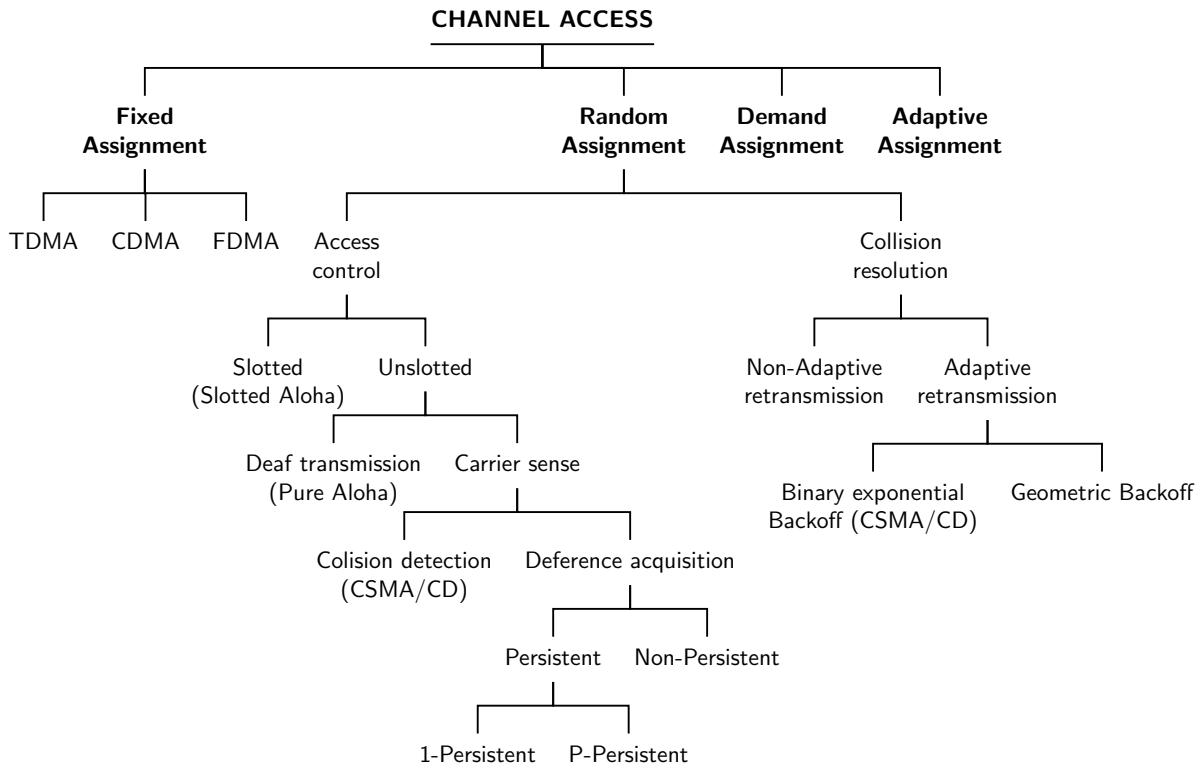 CHANNEL ACCESS
Fixed
Assignment
Random
Assignment
Demand
Assignment
Adaptive
Assignment
TDMA
CDMA
FDMA
Access
control
Collision
resolution
Slotted
(Slotted Aloha)
Unslotted
Non-Adaptive
retransmission
Adaptive
retransmission
Deaf transmission
(Pure Aloha)
Carrier sense
Binary exponential
Backoff (CSMA/CD)
Geometric Backoff
Colision detection
(CSMA/CD)
Deference acquisition
Persistent
Non-Persistent
1-Persistent
P-Persistent